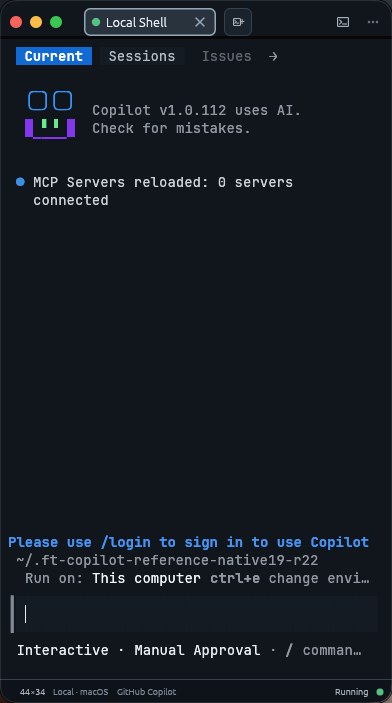 Local Shell
Current Sessions Issues →
Copilot v1.0.112 uses AI.
Check for mistakes.
● MCP Servers reloaded: 0 servers
connected
Please use /login to sign in to use Copilot
~/.ft-copilot-reference-native19-r22
Run on: This computer ctrl+e change envi…
Interactive · Manual Approval · / comman…
44×34 Local · macOS GitHub Copilot Running